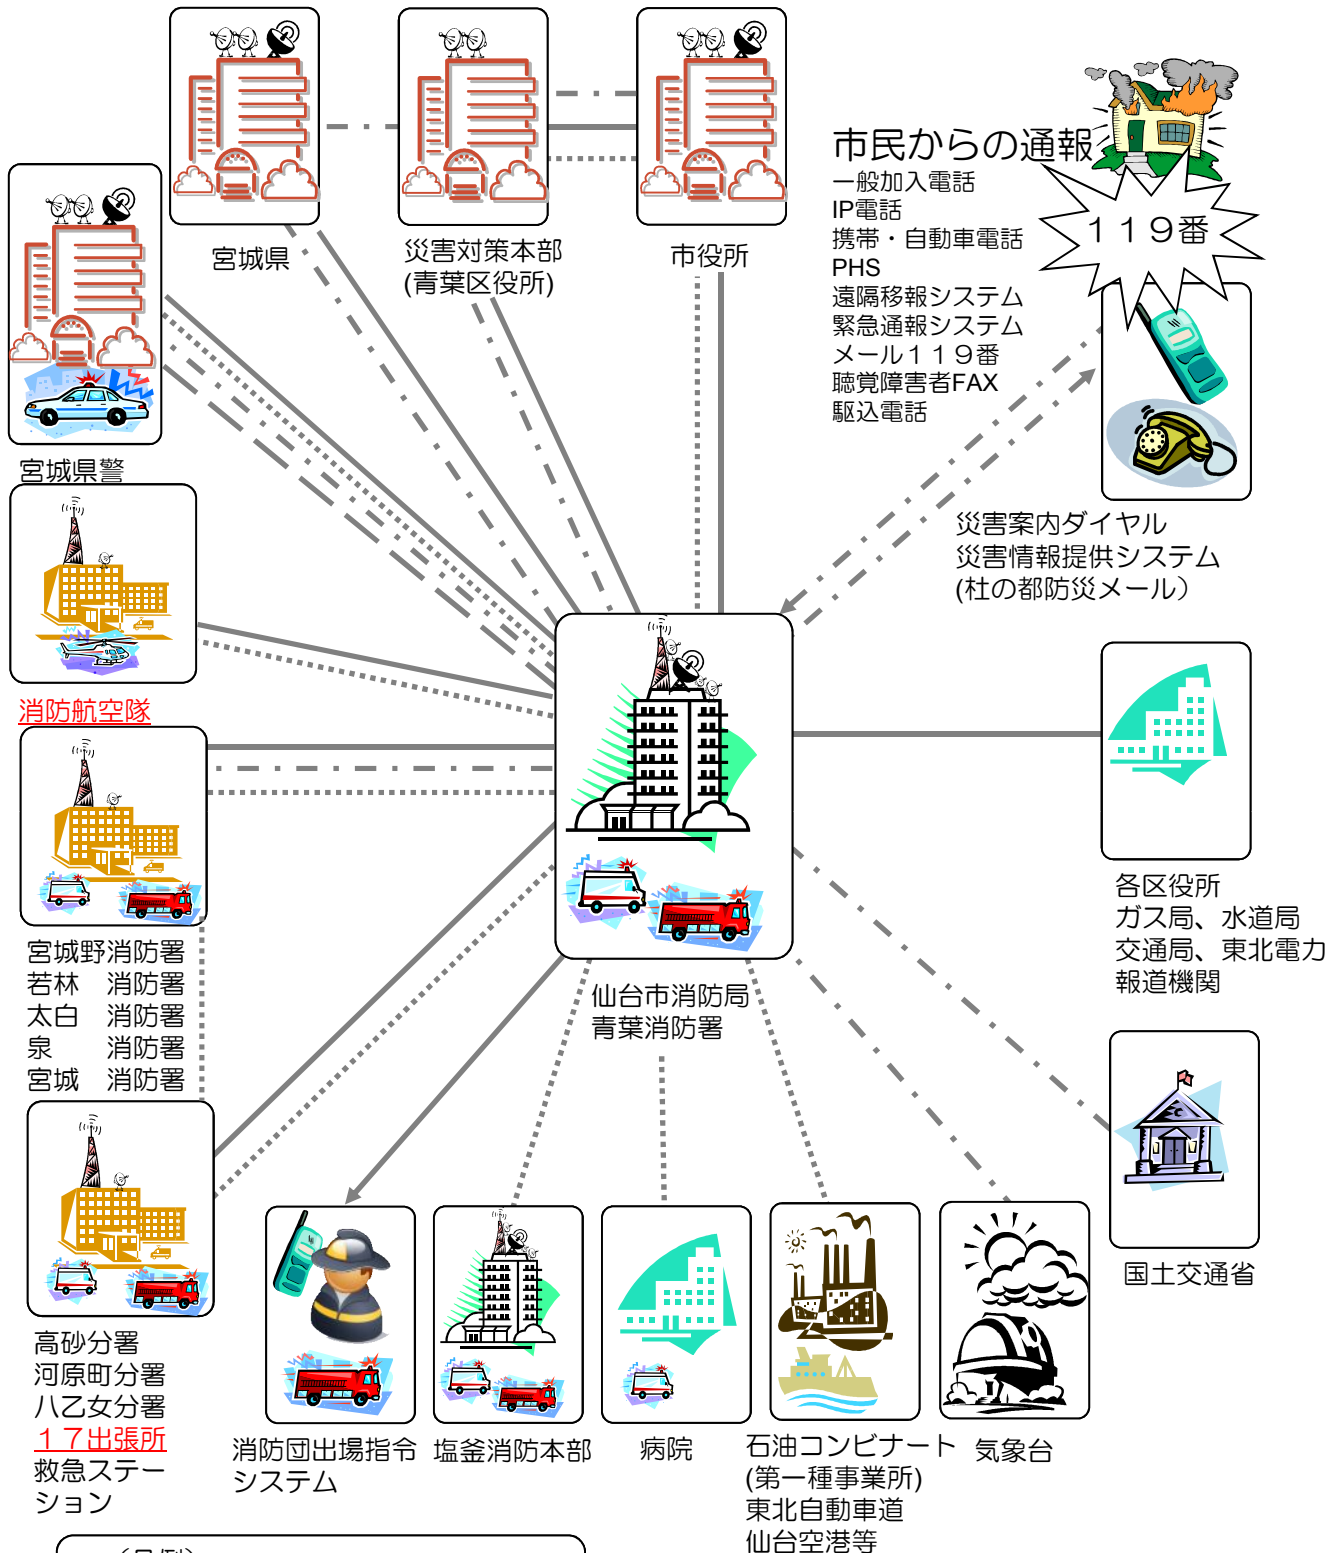 宮城県
災害対策本部
(青葉区役所)
市役所
市民からの通報
一般加入電話
IP電話
携帯・自動車電話
PHS
遠隔移報システム
緊急通報システム
メール１１９番
聴覚障害者FAX
駆込電話
１１９番
宮城県警
災害案内ダイヤル
災害情報提供システム
(杜の都防災メール）
消防航空隊
各区役所
ガス局、水道局
交通局、東北電力
報道機関
宮城野消防署
若林　消防署
太白　消防署
泉　　消防署
宮城　消防署
仙台市消防局
青葉消防署
国土交通省
高砂分署
河原町分署
八乙女分署
１７出張所
救急ステー
ション
消防団出場指令
システム
塩釜消防本部
病院
石油コンビナート
(第一種事業所)
東北自動車道
仙台空港等
気象台